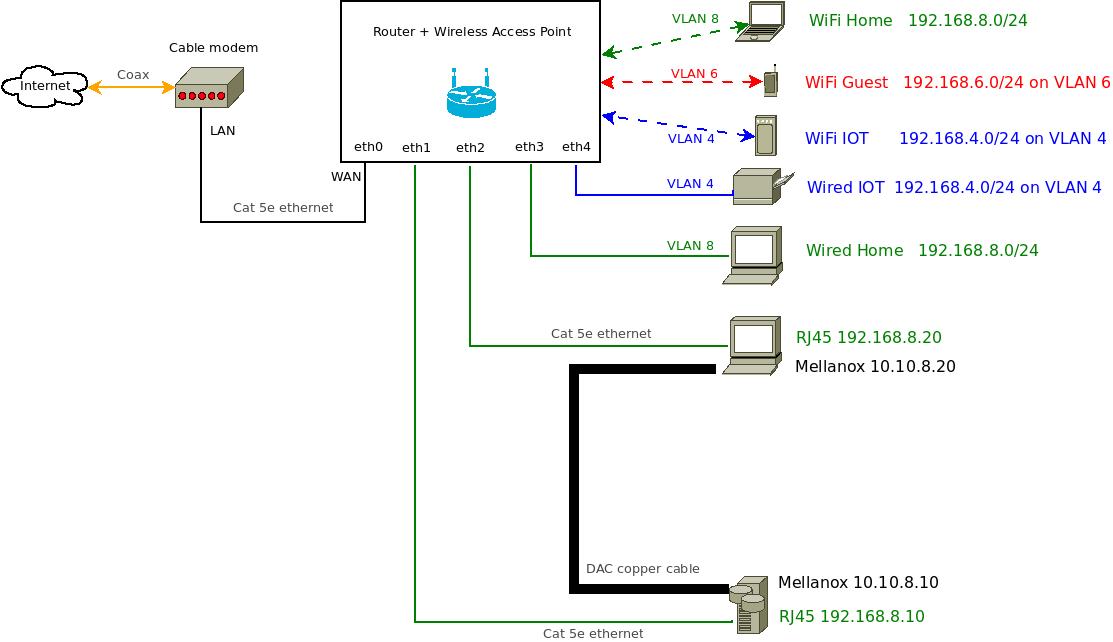 VLAN 8
WiFi Home 192.168.8.0/24
Router + Wireless Access Point
Cable modem
Internet
Coax
VLAN 6
WiFi Guest 192.168.6.0/24 on VLAN 6
LAN
VLAN 4
WiFi IOT 192.168.4.0/24 on VLAN 4
eth0 eth1 eth2 eth3 eth4
WAN
VLAN 4
Wired IOT 192.168.4.0/24 on VLAN 4
Cat 5e ethernet
VLAN 8
Wired Home 192.168.8.0/24
Cat 5e ethernet
RJ45 192.168.8.20
Mellanox 10.10.8.20
DAC copper cable
Mellanox 10.10.8.10
RJ45 192.168.8.10
Cat 5e ethernet